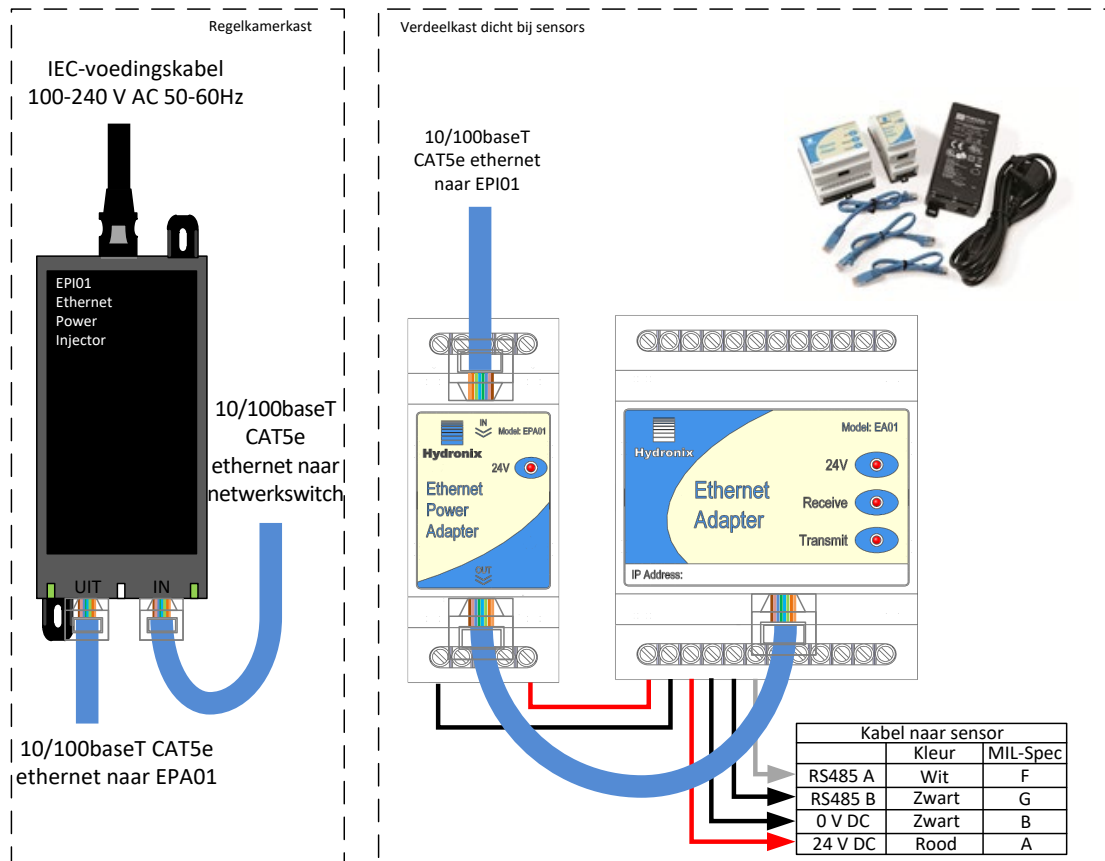 Regelkamerkast
IEC-voedingskabel
100-240 V AC 50-60Hz
EPI01
Ethernet
Power
Injector
10/100baseT
CAT5e
ethernet naar
netwerkswitch
UIT
IN
10/100baseT CAT5e
ethernet naar EPA01
Verdeelkast dicht bij sensors
10/100baseT
CAT5e ethernet
naar EPI01
IN
Model: EPA01
Hydronix
24V
Ethernet
Power
Adapter
OUT
Model: EA01
Hydronix
24V
Ethernet
Adapter
Receive
Transmit
IP Address:
Kabel naar sensor
Kleur MIL-Spec
RS485 A Wit F
RS485 B Zwart G
0 V DC Zwart B
24 V DC Rood A